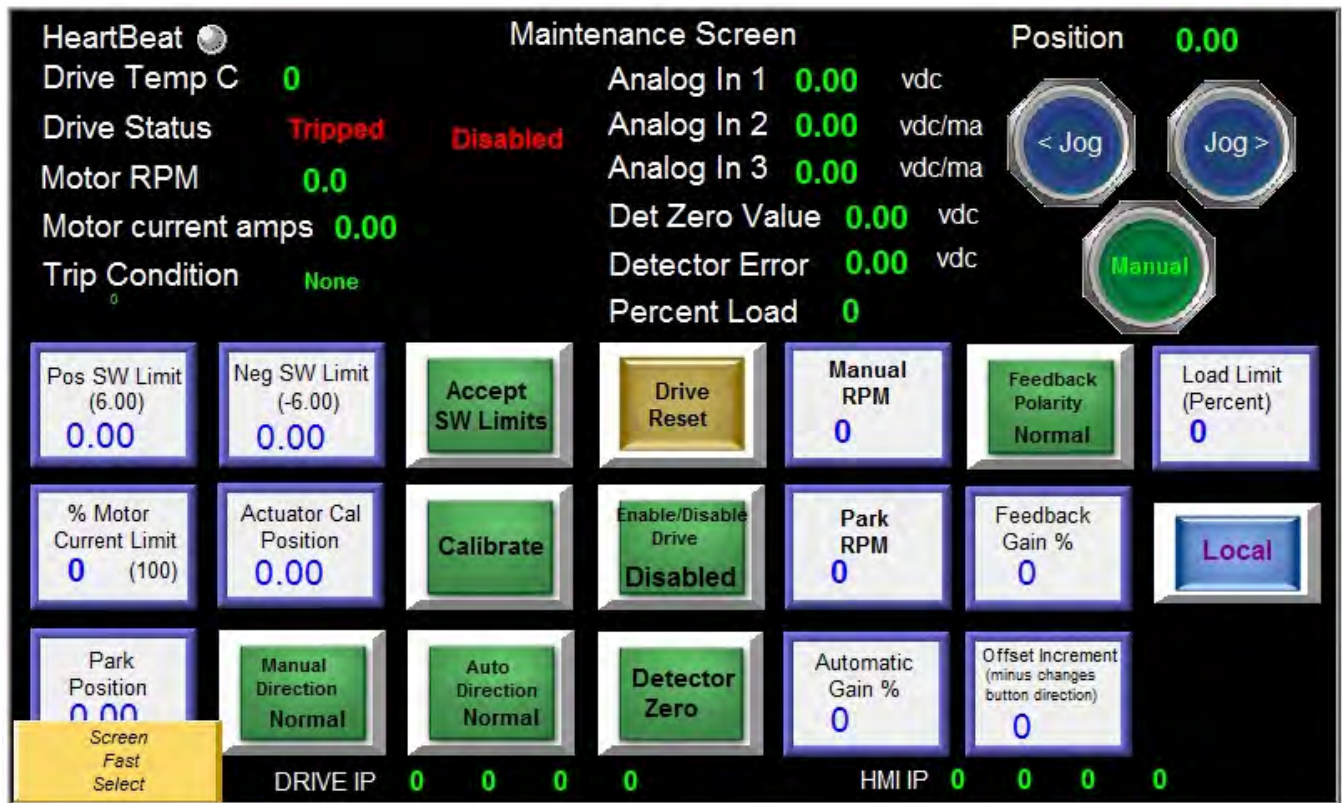 HeartBeat
Maintenance Screen
Position 0.00
Drive Temp C 0
Analog In 1 0.00 vdc
Drive Status Tripped Disabled
Analog In 2 0.00 vdc/ma
< Jog
Jog >
Motor RPM 0.0
Analog In 3 0.00 vdc/ma
Motor current amps 0.00
Det Zero Value 0.00 vdc
Trip Condition None
0
Detector Error 0.00 vdc
Manual
Percent Load 0
Pos SW Limit
(6.00)
0.00
Neg SW Limit
(-6.00)
0.00
Accept
SW Limits
Drive
Reset
Manual
RPM
0
Feedback
Polarity
Normal
Load Limit
(Percent)
0
% Motor
Current Limit
0 (100)
Actuator Cal
Position
0.00
Calibrate
Enable/Disable
Drive
Disabled
Park
RPM
0
Feedback
Gain %
0
Local
Park
Position
0.00
Manual
Direction
Normal
Auto
Direction
Normal
Detector
Zero
Automatic
Gain %
0
Offset Increment
(minus changes
button direction)
0
Screen
Fast
Select
DRIVE IP 0 0 0 0
HMI IP 0 0 0 0